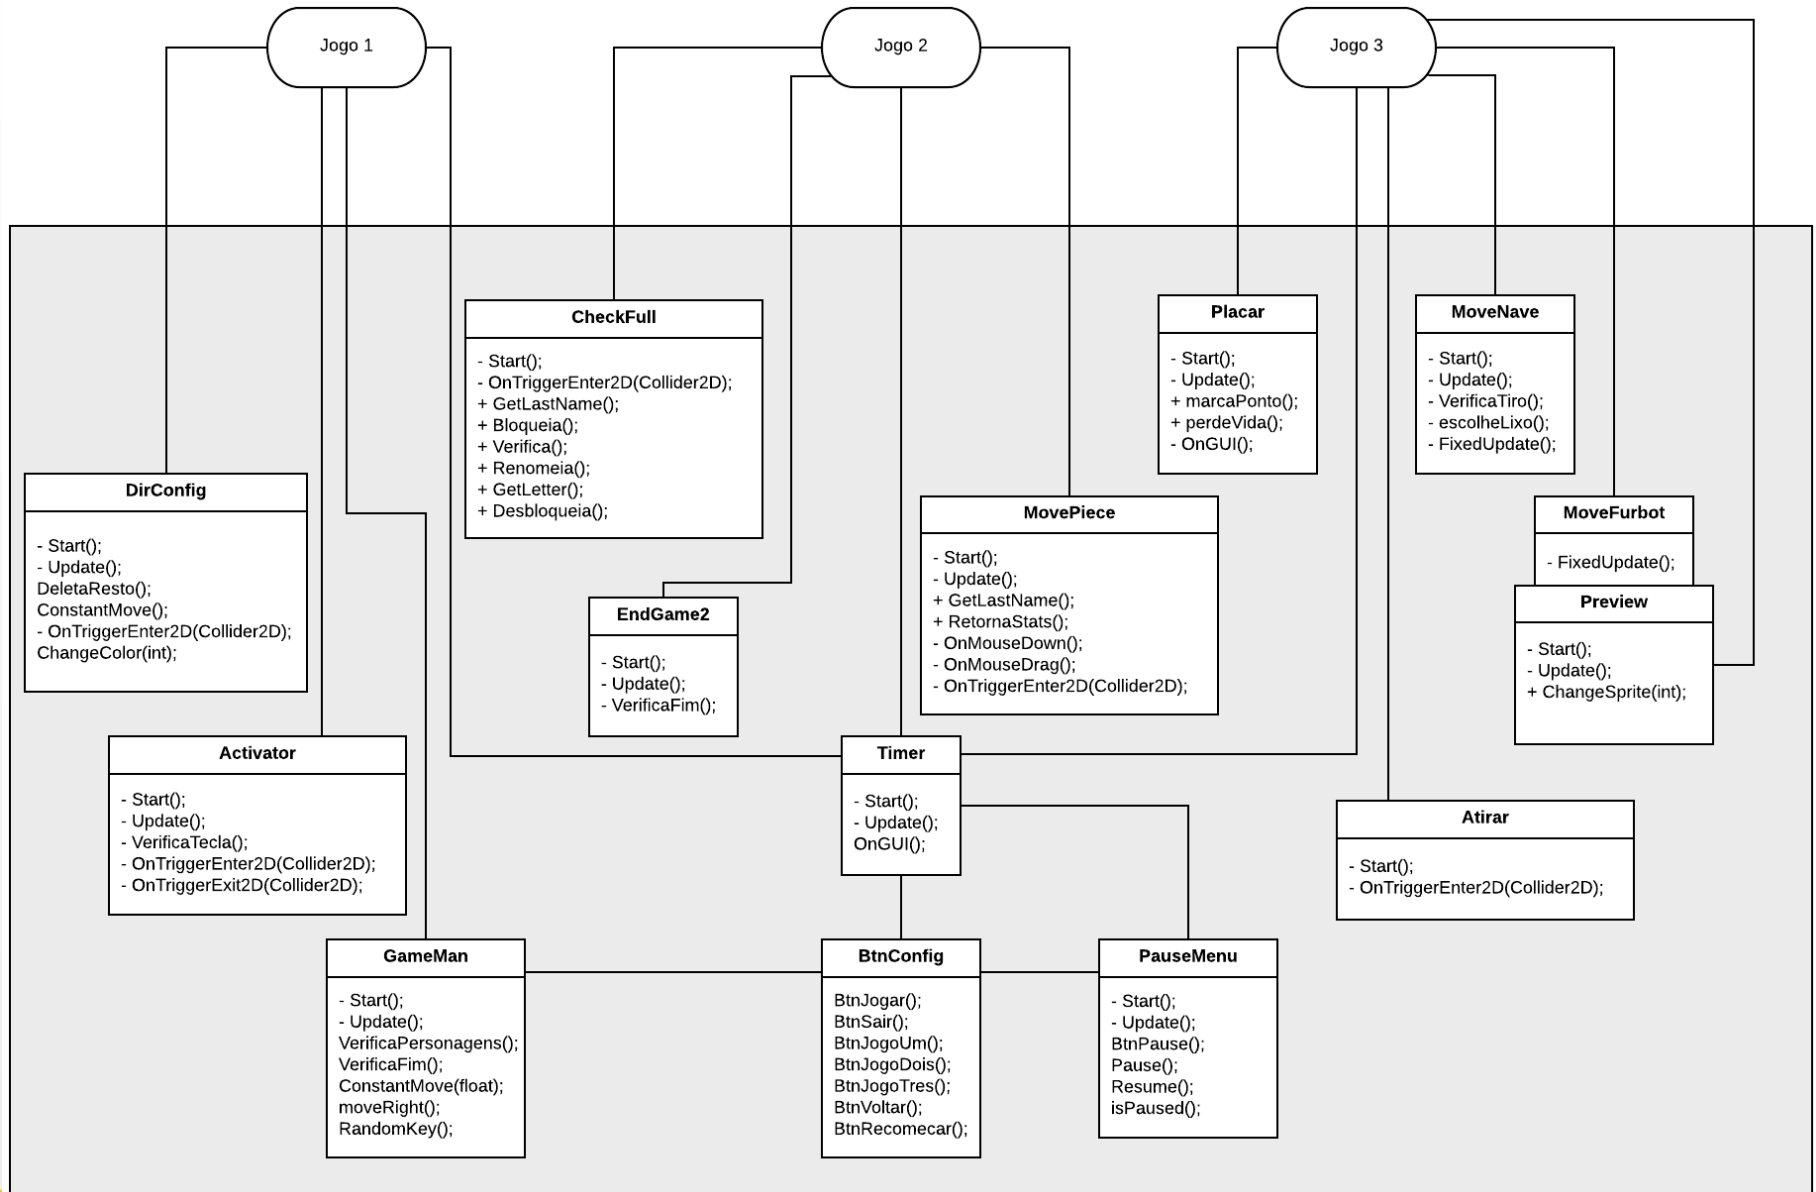 Jogo 1
Jogo 2
Jogo 3
CheckFull
- Start();
- OnTriggerEnter2D(Collider2D);
+ GetLastName();
+ Bloqueia();
+ Verifica();
+ Renomeia();
+ GetLetter();
+ Desbloqueia();
Placar
- Start();
- Update();
+ marcaPonto();
+ perdeVida();
- OnGUI();
MoveNave
- Start();
- Update();
- VerificaTiro();
- escolheLixo();
- FixedUpdate();
DirConfig
- Start();
- Update();
DeletaResto();
ConstantMove();
- OnTriggerEnter2D(Collider2D);
ChangeColor(int);
EndGame2
- Start();
- Update();
- VerificaFim();
MovePiece
- Start();
- Update();
+ GetLastName();
+ RetornaStats();
- OnMouseDown();
- OnMouseDrag();
- OnTriggerEnter2D(Collider2D);
MoveFurbot
- FixedUpdate();
Preview
- Start();
- Update();
+ ChangeSprite(int);
Activator
- Start();
- Update();
- VerificaTecla();
- OnTriggerEnter2D(Collider2D);
- OnTriggerExit2D(Collider2D);
Timer
- Start();
- Update();
OnGUI();
Atirar
- Start();
- OnTriggerEnter2D(Collider2D);
GameMan
- Start();
- Update();
VerificaPersonagens();
VerificaFim();
ConstantMove(float);
moveRight();
RandomKey();
BtnConfig
BtnJogar();
BtnSair();
BtnJogoUm();
BtnJogoDois();
BtnJogoTres();
BtnVoltar();
BtnRecomecar();
PauseMenu
- Start();
- Update();
BtnPause();
Pause();
Resume();
isPaused();